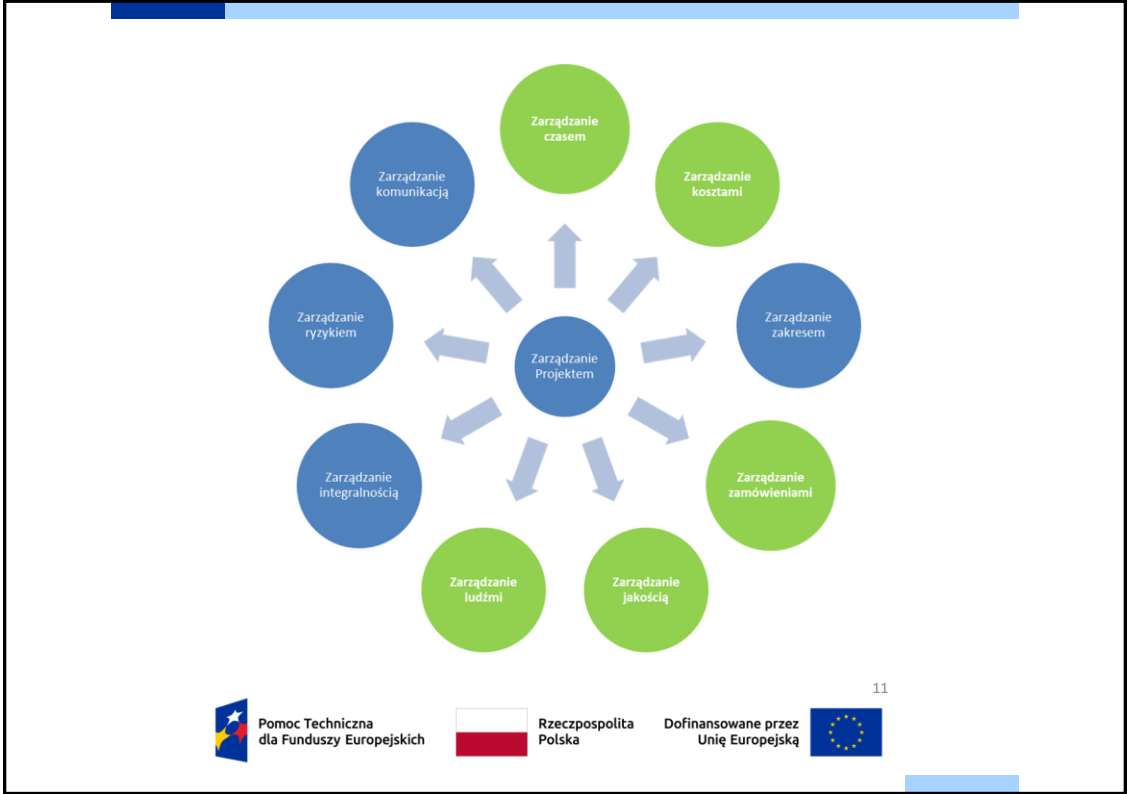 Zarządzanie
czasem
Zarządzanie
kosztami
Zarządzanie
zakresem
Zarządzanie
zamówieniami
Zarządzanie
jakością
Zarządzanie
ludźmi
Zarządzanie
integralnością
Zarządzanie
ryzykiem
Zarządzanie
komunikacją
Zarządzanie
Projektem
11
Pomoc Techniczna
dla Funduszy Europejskich
Rzeczpospolita
Polska
Dofinansowane przez
Unię Europejską